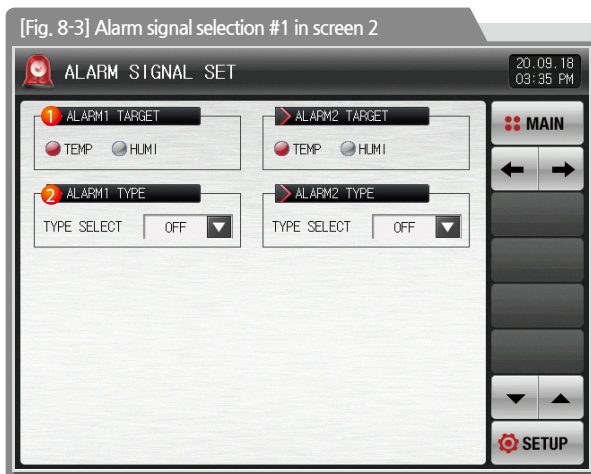 [Fig. 8-3] Alarm signal selection #1 in screen 2
ALARM SIGNAL SET
20.09.18
03:35 PM
1 ALARM1 TARGET
TEMP HUMI
ALARM2 TARGET
TEMP HUMI
2 ALARM1 TYPE
TYPE SELECT OFF
ALARM2 TYPE
TYPE SELECT OFF
MAIN
SETUP